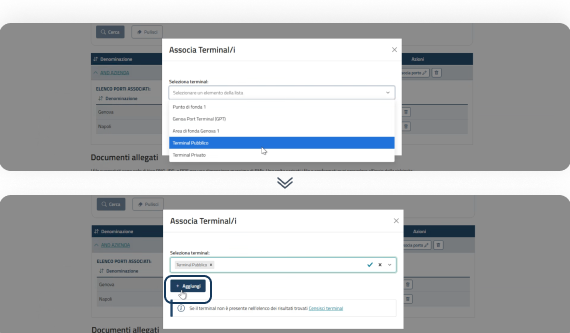 Cerca Pulisci
Associa Terminal/i
Denominazione Azioni
Seleziona terminal:
Selezionare un elemento della lista
ELENCO PORTI ASSOCIATI:
Denominazione
Punto di fonda 1
Genova Genoa Port Terminal (GPT)
Napoli Area di fonda Genova 1
Terminal Pubblico
Documenti allegati Terminal Privato
Cerca Pulisci
Associa Terminal/i
Denominazione Azioni
Seleziona terminal:
ELENCO PORTI ASSOCIATI: Terminal Pubblico x
Denominazione
Genova + Aggiungi
Napoli Se il terminal non è presente nell'elenco dei risultati trovati Censisci terminal
Documenti allegati